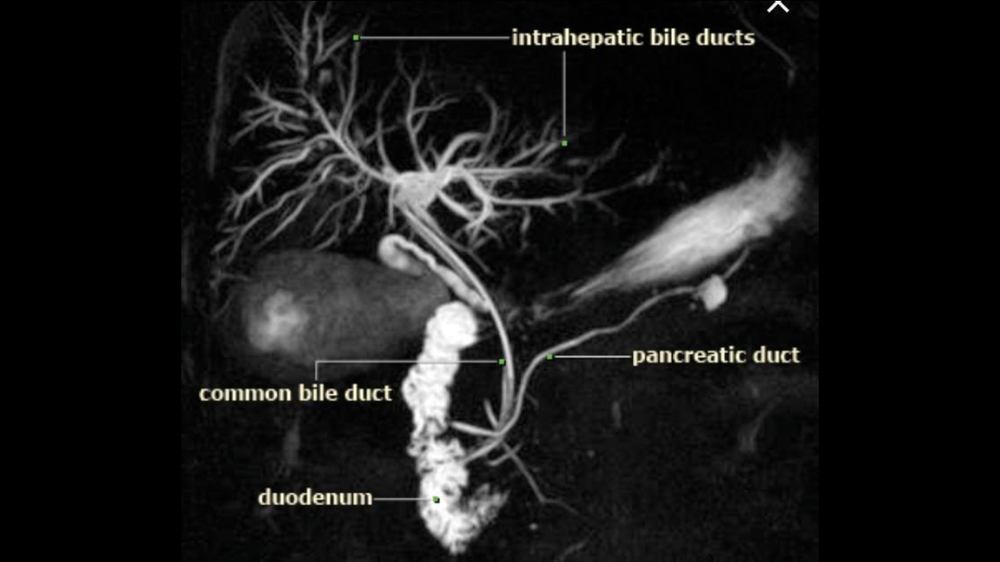 intrahepatic bile ducts
pancreatic duct
common bile duct
duodenum